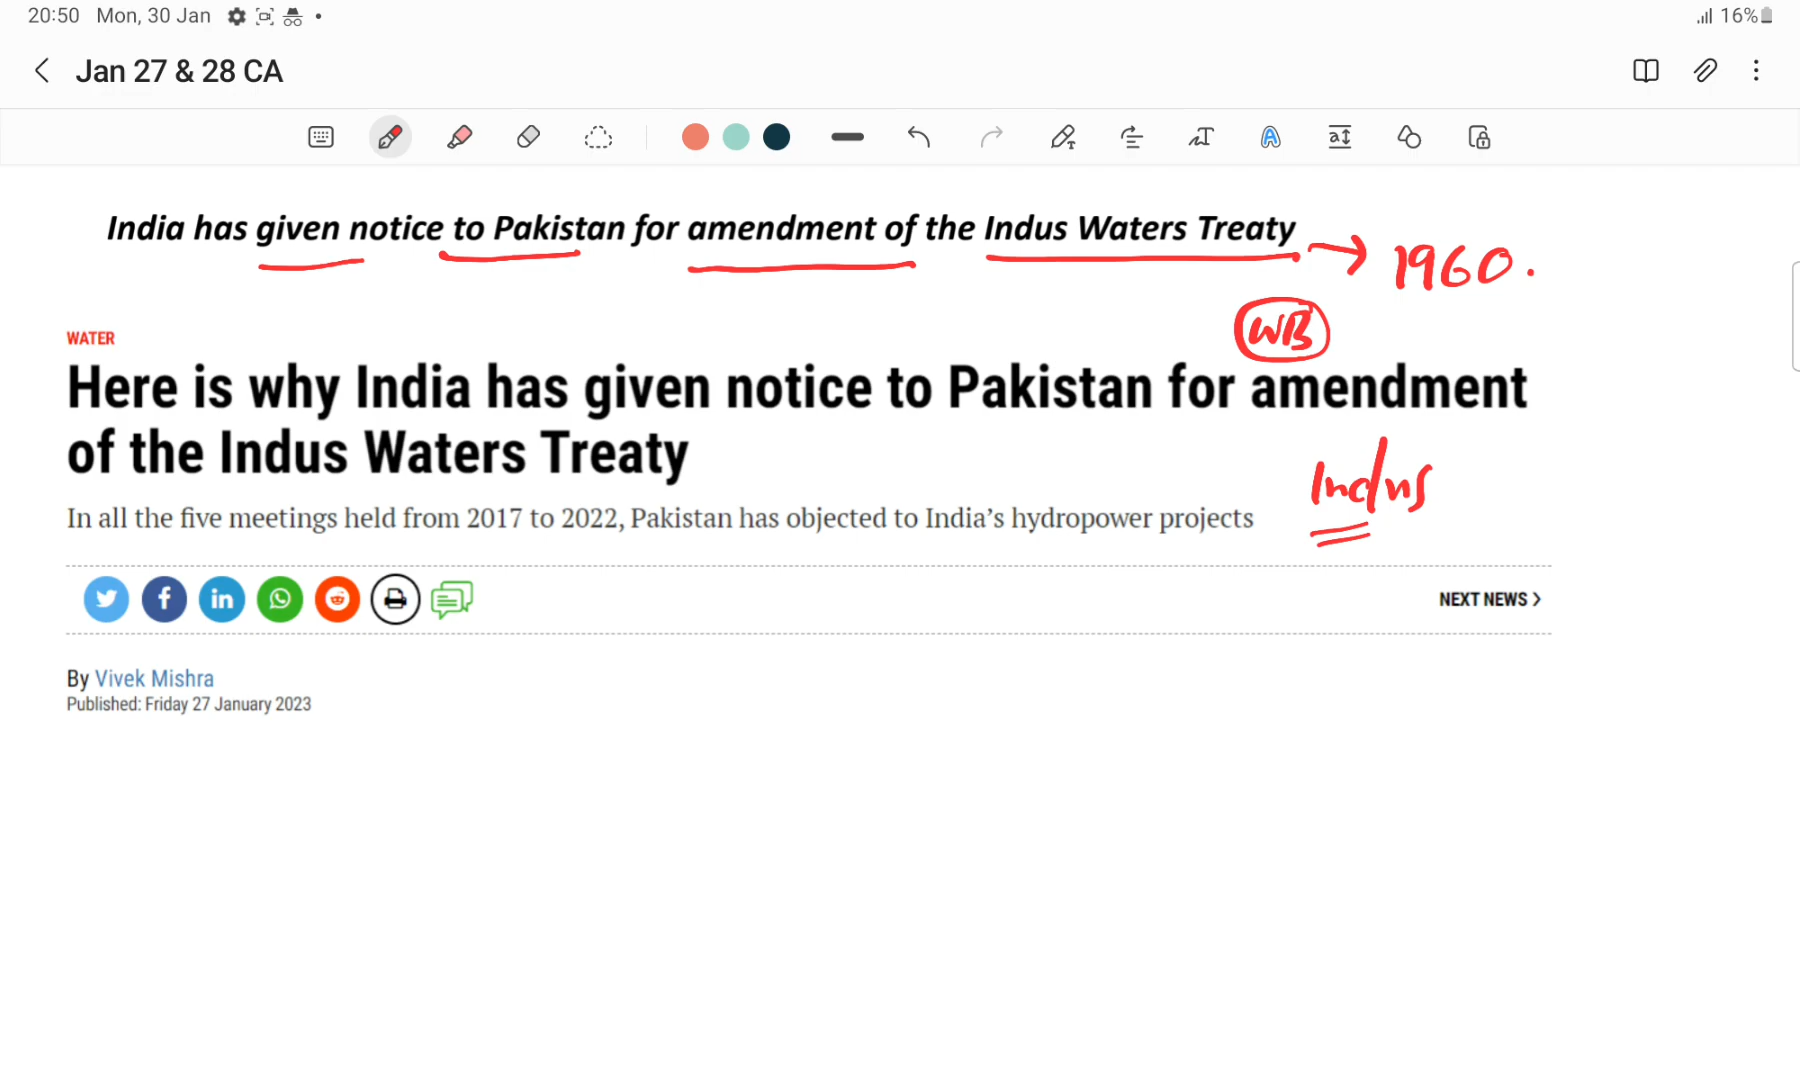 20:50 Mon, 30 Jan 16%
Jan 27 & 28 CA
India has given notice to Pakistan for amendment of the Indus Waters Treaty
1960.
WB
WATER
Here is why India has given notice to Pakistan for amendment
of the Indus Waters Treaty
Indus
In all the five meetings held from 2017 to 2022, Pakistan has objected to India’s hydropower projects
NEXT NEWS
By Vivek Mishra
Published: Friday 27 January 2023